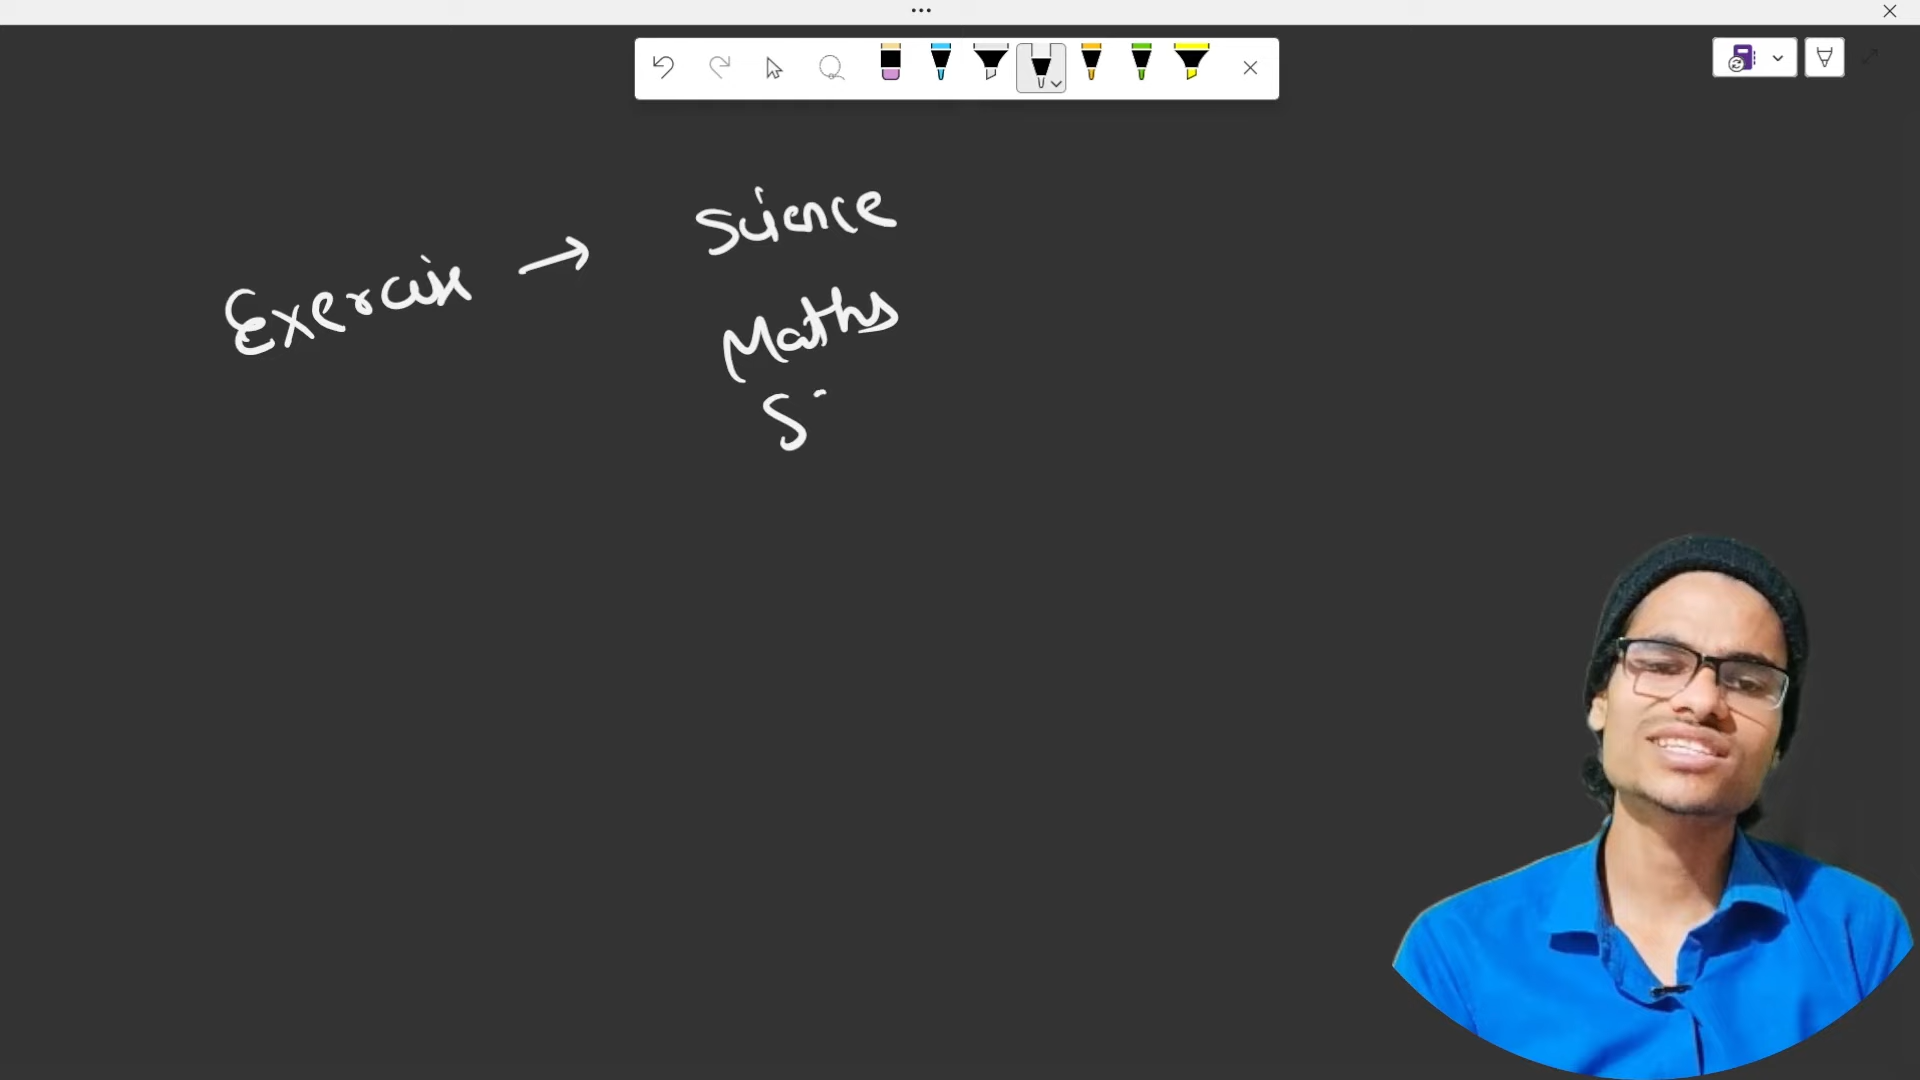 Exercise → Science
Maths
S